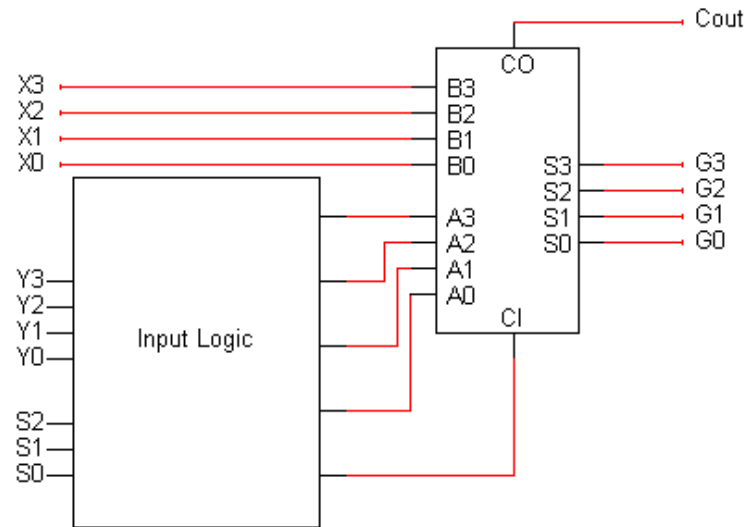 Cout
CO
X3
X2
X1
X0
B3
B2
B1
B0
S3
S2
S1
S0
G3
G2
G1
G0
A3
A2
A1
A0
CI
Y3
Y2
Y1
Y0
Input Logic
S2
S1
S0